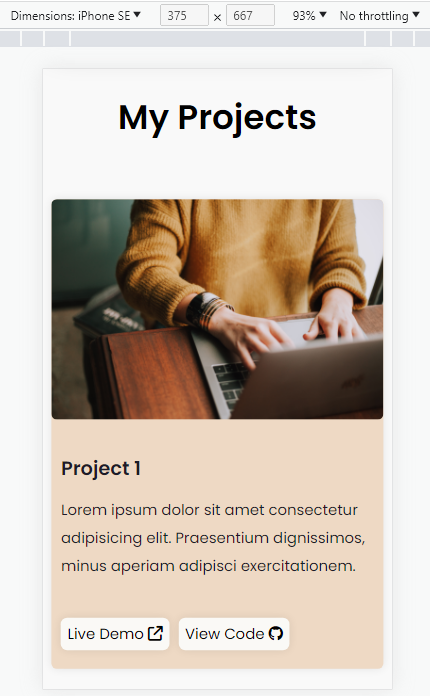 Dimensions: iPhone SE 375 × 667 93% No throttling
My Projects
Project 1
Lorem ipsum dolor sit amet consectetur
adipisicing elit. Praesentium dignissimos,
minus aperiam adipisci exercitationem.
Live Demo View Code